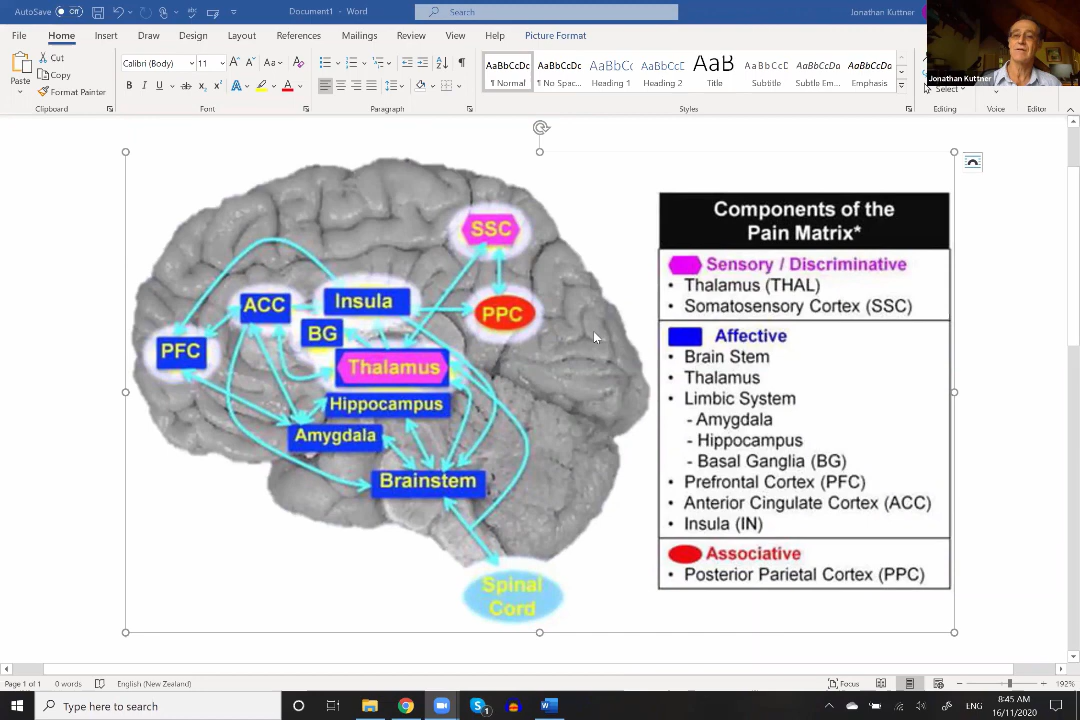 AutoSave Off Document1 - Word Search Jonathan Kuttner
File Home Insert Draw Design Layout References Mailings Review View Help Picture Format
Paste
Cut
Copy
Format Painter
Clipboard
Calibri (Body) 11
Font
Paragraph
AaBbCcDc AaBbCcDc AaBbCc AaBbCcC AaB AaBbCcC AaBbCcDc AaBbCcDc
¶ Normal ¶ No Spac... Heading 1 Heading 2 Title Subtitle Subtle Em... Emphasis
Styles
Jonathan Kuttner
Select
Editing Voice Editor
SSC
ACC
Insula
PPC
BG
PFC
Thalamus
Hippocampus
Amygdala
Brainstem
Spinal
Cord
Components of the
Pain Matrix*
Sensory / Discriminative
• Thalamus (THAL)
• Somatosensory Cortex (SSC)
Affective
• Brain Stem
• Thalamus
• Limbic System
- Amygdala
- Hippocampus
- Basal Ganglia (BG)
• Prefrontal Cortex (PFC)
• Anterior Cingulate Cortex (ACC)
• Insula (IN)
Associative
• Posterior Parietal Cortex (PPC)
Page 1 of 1 0 words English (New Zealand) Focus 192%
Type here to search
ENG
8:45 AM
16/11/2020